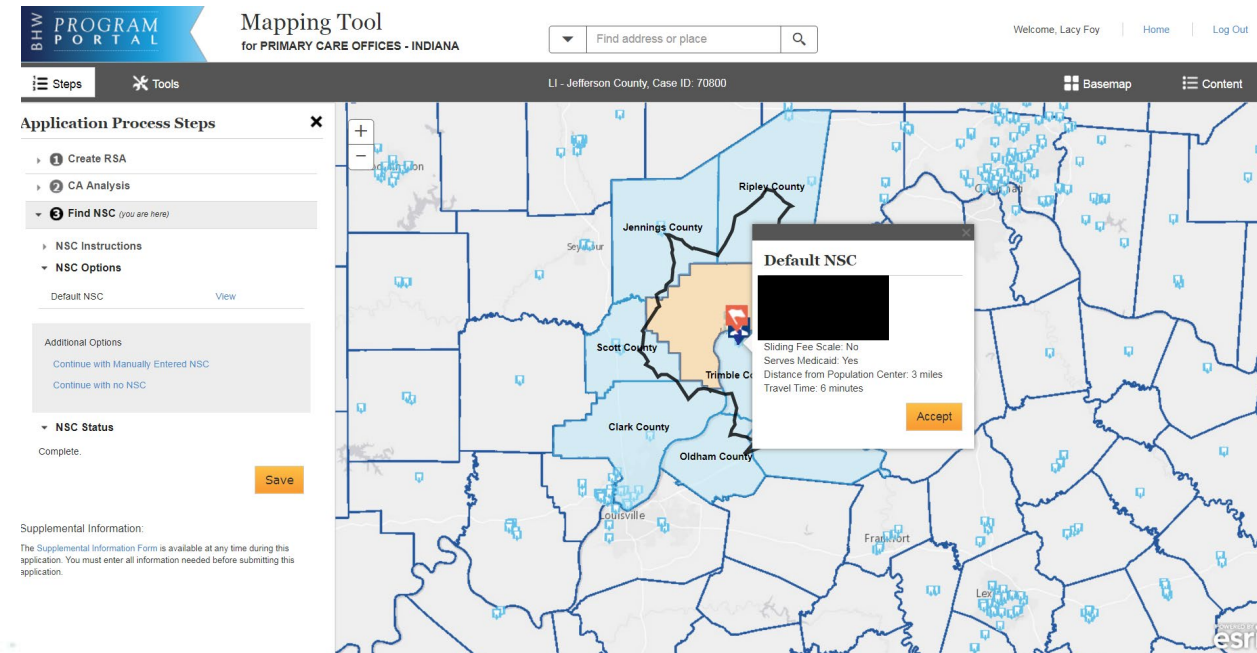 BHW PROGRAM PORTAL
Mapping Tool
for PRIMARY CARE OFFICES - INDIANA
Find address or place
Welcome, Lacy Foy
Home
Log Out
Steps
Tools
LI - Jefferson County, Case ID: 70800
Basemap
Content
Application Process Steps
1 Create RSA
2 CA Analysis
3 Find NSC (you are here)
NSC Instructions
NSC Options
Default NSC
View
Additional Options
Continue with Manually Entered NSC
Continue with no NSC
NSC Status
Complete.
Save
Supplemental Information:
The Supplemental Information Form is available at any time during this
application. You must enter all information needed before submitting this
application.
+
−
Ripley County
Jennings County
Scott County
Clark County
Oldham County
Louisville
Default NSC
Sliding Fee Scale: No
Serves Medicaid: Yes
Distance from Population Center: 3 miles
Travel Time: 6 minutes
Accept
esri